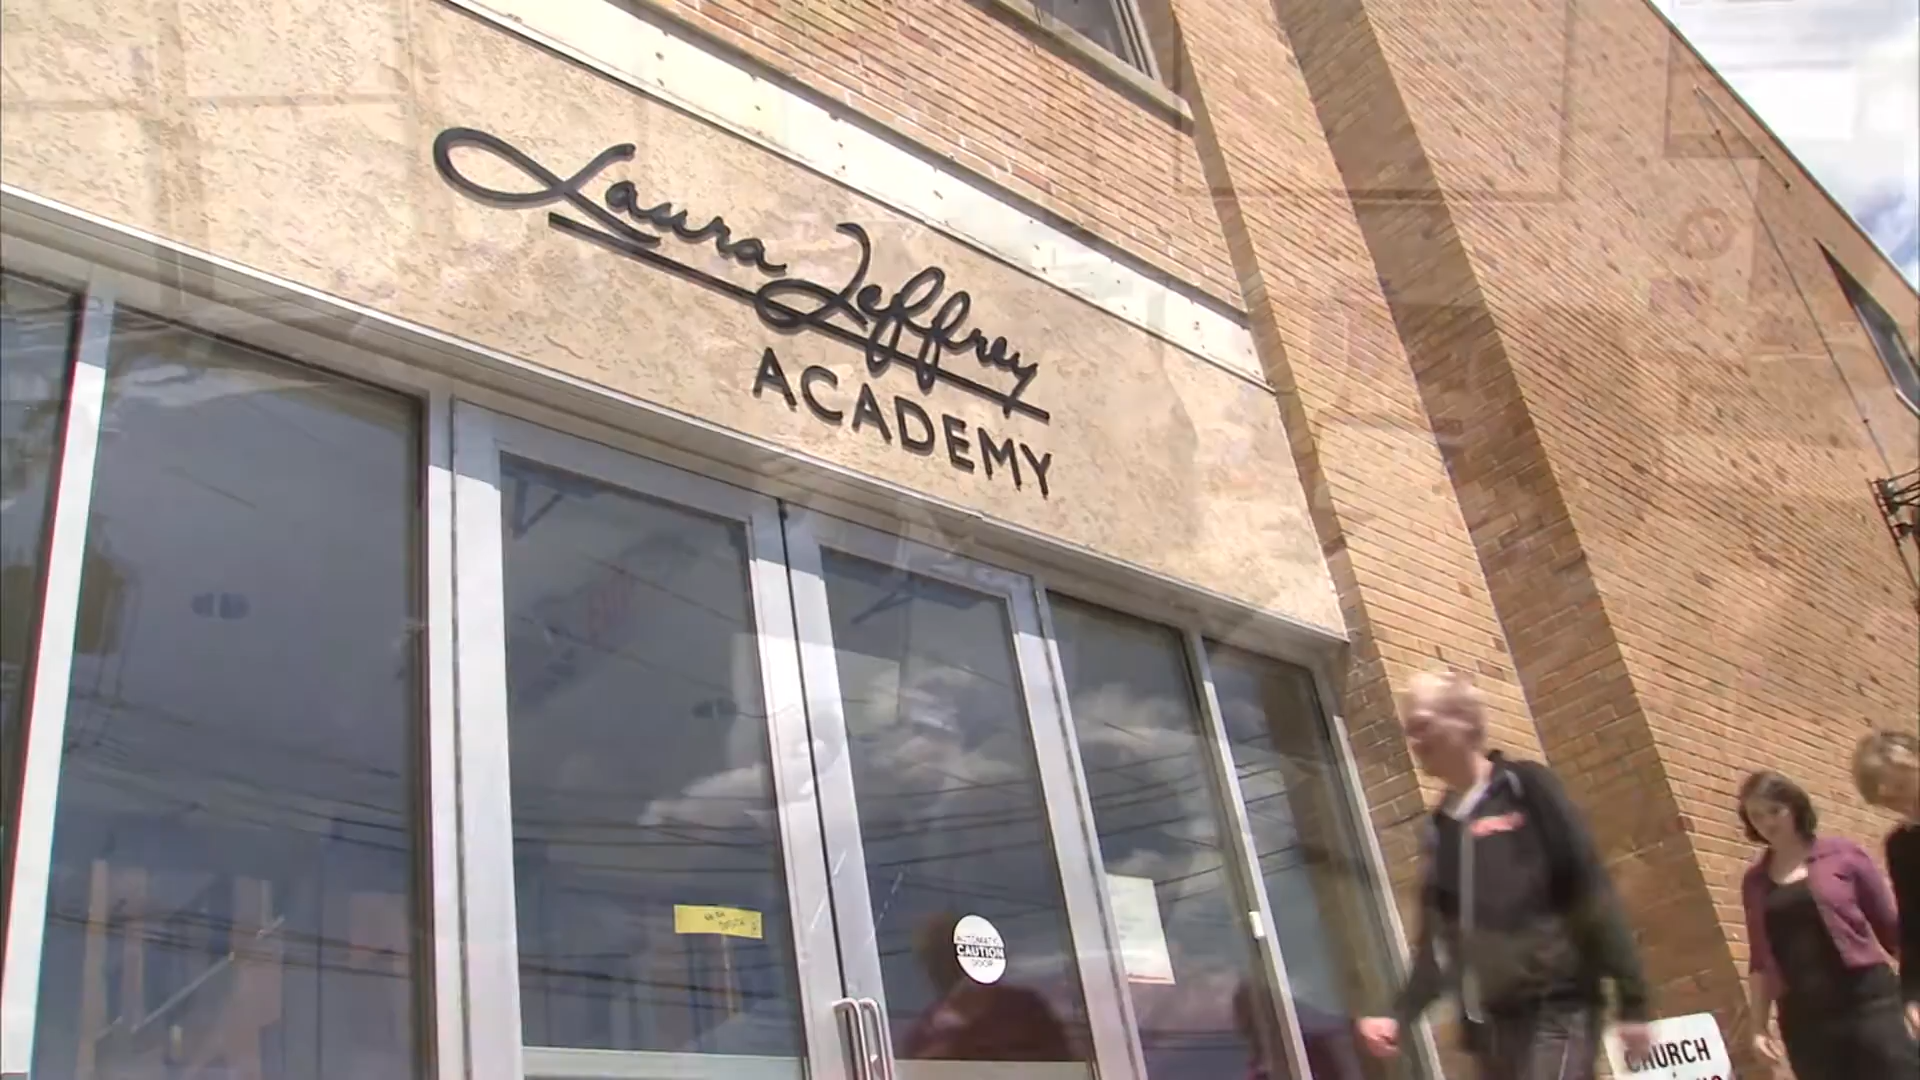 Laura Jeffrey
ACADEMY
AUTOMATIC
CAUTION
DOOR
CHURCH